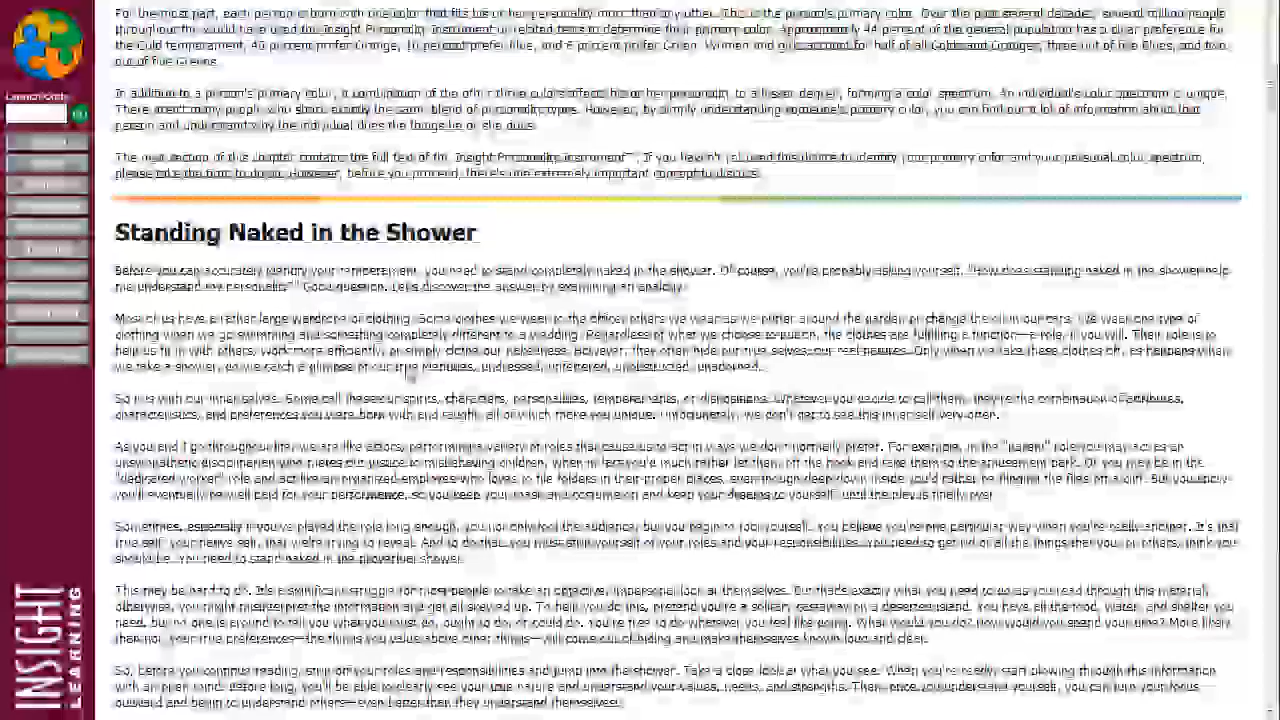 For the most part, each person is born with one color that fits his or her personality more than any other. This is the person's primary color. Over the past several decades, several million people
throughout the world have used the Insight Personality Instrument or related tests to determine their primary color. Approximately 44 percent of the general population has a clear preference for
the Gold temperament, 40 percent prefer Orange, 10 percent prefer Blue, and 6 percent prefer Green. Women and girls account for half of all Golds and Oranges, three out of five Blues, and two
out of five Greens.
In addition to a person's primary color, a combination of the other three colors affects his or her personality to a lesser degree, forming a color spectrum. An individual's color spectrum is unique.
There aren't many people who share exactly the same blend of personality types. However, by simply understanding someone's primary color, you can find out a lot of information about that
person and understand why the individual does the things he or she does.
The next section of this chapter contains the full text of the Insight Personality Instrument™. If you haven't yet used this device to identify your primary color and your personal color spectrum,
please take the time to do so. However, before you proceed, there's one extremely important concept to discuss.
Standing Naked in the Shower
Before you can accurately identify your temperament, you need to stand completely naked in the shower. Of course, you're probably asking yourself, "How does standing naked in the shower help
me understand my personality?" Good question. Let's discover the answer by examining an analogy.
Most of us have a rather large wardrobe of clothing. Some clothes we wear to the office; others we wear as we putter around the garden or change the oil in our cars. We wear one type of
clothing when we go swimming and something completely different to a wedding. Regardless of what we choose to put on, the clothes are fulfilling a function—a role, if you will. Their role is to
help us fit in with others, work more efficiently, or simply clothe our nakedness. However, they often hide our true selves, our real natures. Only when we take these clothes off, as happens when
we take a shower, do we catch a glimpse of our true identities, undressed, unfettered, unobstructed, unadorned.
So it is with our inner selves. Some call these our spirits, characters, personalities, temperaments, or dispositions. Whatever you decide to call them, they're the combination of attributes,
characteristics, and preferences you were born with and taught, all of which make you unique. Unfortunately, we don't get to see this inner self very often.
As you and I go through our life, we are like actors, performing a variety of roles that cause us to act in ways we don't normally prefer. For example, in the "parent" role you may act as an
unsympathetic disciplinarian who metes out justice to misbehaving children, when in fact you'd much rather let them off the hook and take them to the amusement park. Or you may be in the
"dedicated worker" role and act like an organized employee who loves to file folders in their proper places, even though deep down inside you'd rather be flinging the files off a cliff. But
you'll eventually be well paid for your performance, so you keep your mask and costume on and keep your dreams to yourself until the play is finally over.
Sometimes, especially if you've played the role long enough, you not only fool the audience, but you begin to fool yourself. You believe you're one particular way when you're really another. It's that
true self, your native self, that we're trying to reveal. And to do that, you must strip yourself of your roles and your responsibilities. You need to get rid of all the things that you, or others, think you
should be. You need to stand naked in the proverbial shower.
This may be hard to do. It's a significant struggle for most people to take an objective, impersonal look at themselves. But that's exactly what you need to do as you read through this material;
otherwise, you might misinterpret the information and get all screwed up. To help you do this, pretend you're a solitary castaway on a deserted island. You have all the food, water, and shelter you
need, but no one is around to tell you what you must do, ought to do, or could do. You're free to do whatever you feel like doing. What would you do? How would you spend your time? More likely
than not, your true preferences—the things you value above other things—will come out of hiding and make themselves known loud and clear.
So, before you continue reading, strip off your roles and responsibilities and jump into the shower. Take a close look at what you see. When you're ready, start plowing through this information
with an open mind. Before long, you'll be able to clearly see your true nature and understand your values, needs, and strengths. Then, once you understand yourself, you can turn your focus
outward and begin to understand others—even better than they understand themselves!
INSIGHT
LEARNING